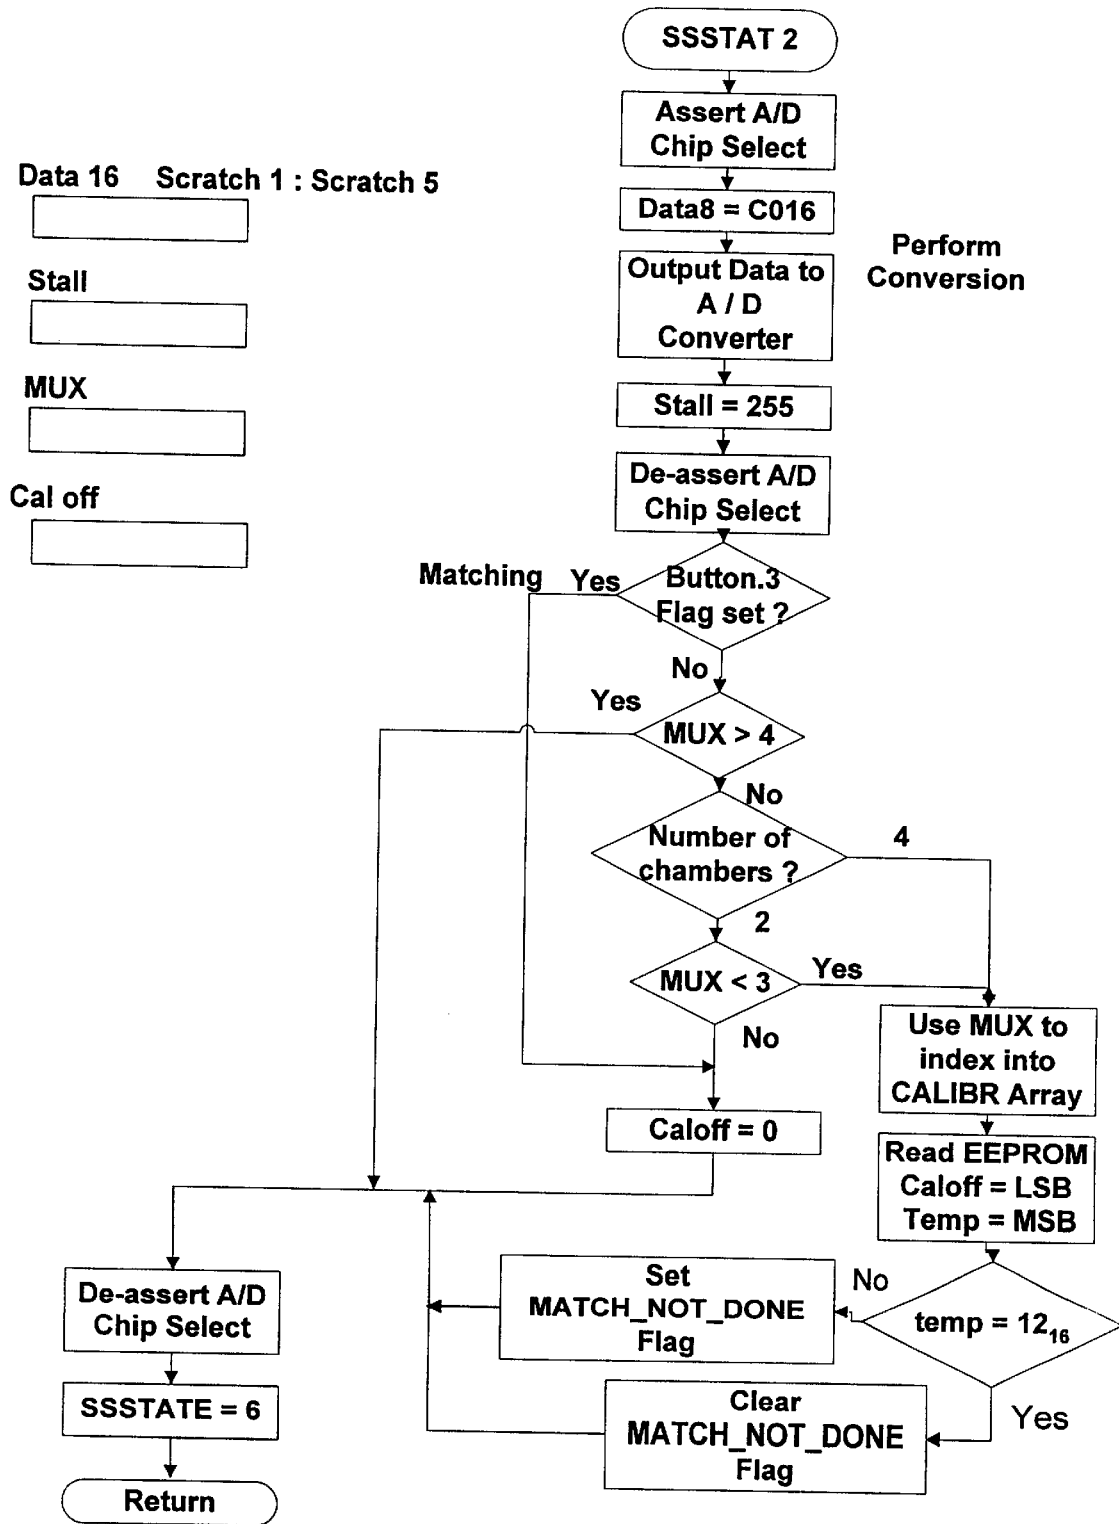 SSSTAT 2
Assert A/D
Chip Select
Data 16 Scratch 1 : Scratch 5
Data8 = C016
Perform
Conversion
Output Data to
A / D
Converter
Stall
MUX
Stall = 255
De-assert A/D
Chip Select
Cal off
Matching Yes
Button.3
Flag set ?
No
Yes
MUX > 4
No
Number of
chambers ?
4
2
MUX < 3
Yes
No
Use MUX to
index into
CALIBR Array
Caloff = 0
Read EEPROM
Caloff = LSB
Temp = MSB
De-assert A/D
Chip Select
Set
MATCH_NOT_DONE
Flag
No
temp = 12₁₆
Yes
Clear
MATCH_NOT_DONE
Flag
SSSTATE = 6
Return